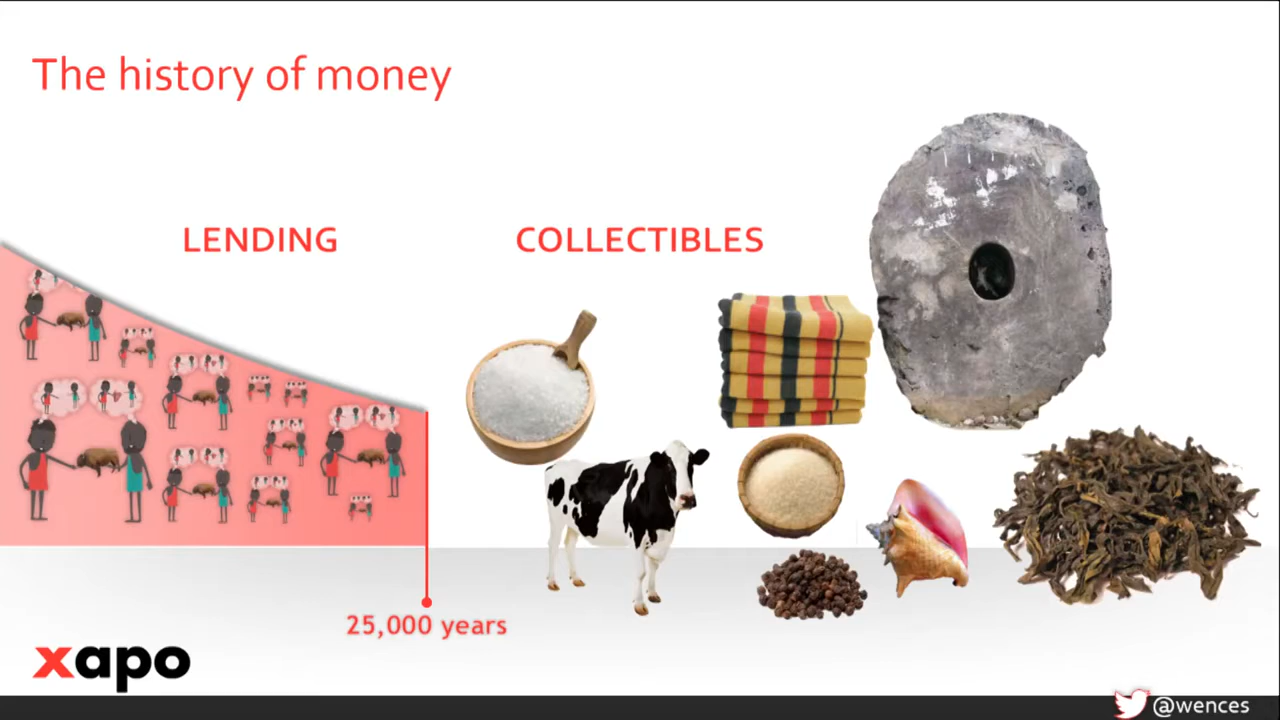 The history of money
LENDING
COLLECTIBLES
25,000 years
xapo
@wences